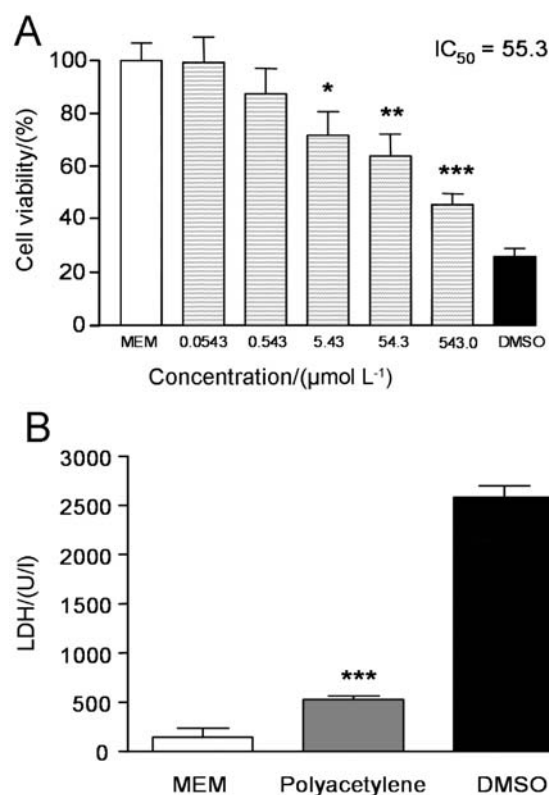 A
IC50 = 55.3
Cell viability/(%)
100
80
60
40
20
0
*
**
***
MEM 0.0543 0.543 5.43 54.3 543.0 DMSO
Concentration/(µmol L-1)
B
LDH/(U/l)
3000
2500
2000
1500
1000
500
0
***
MEM Polyacetylene DMSO